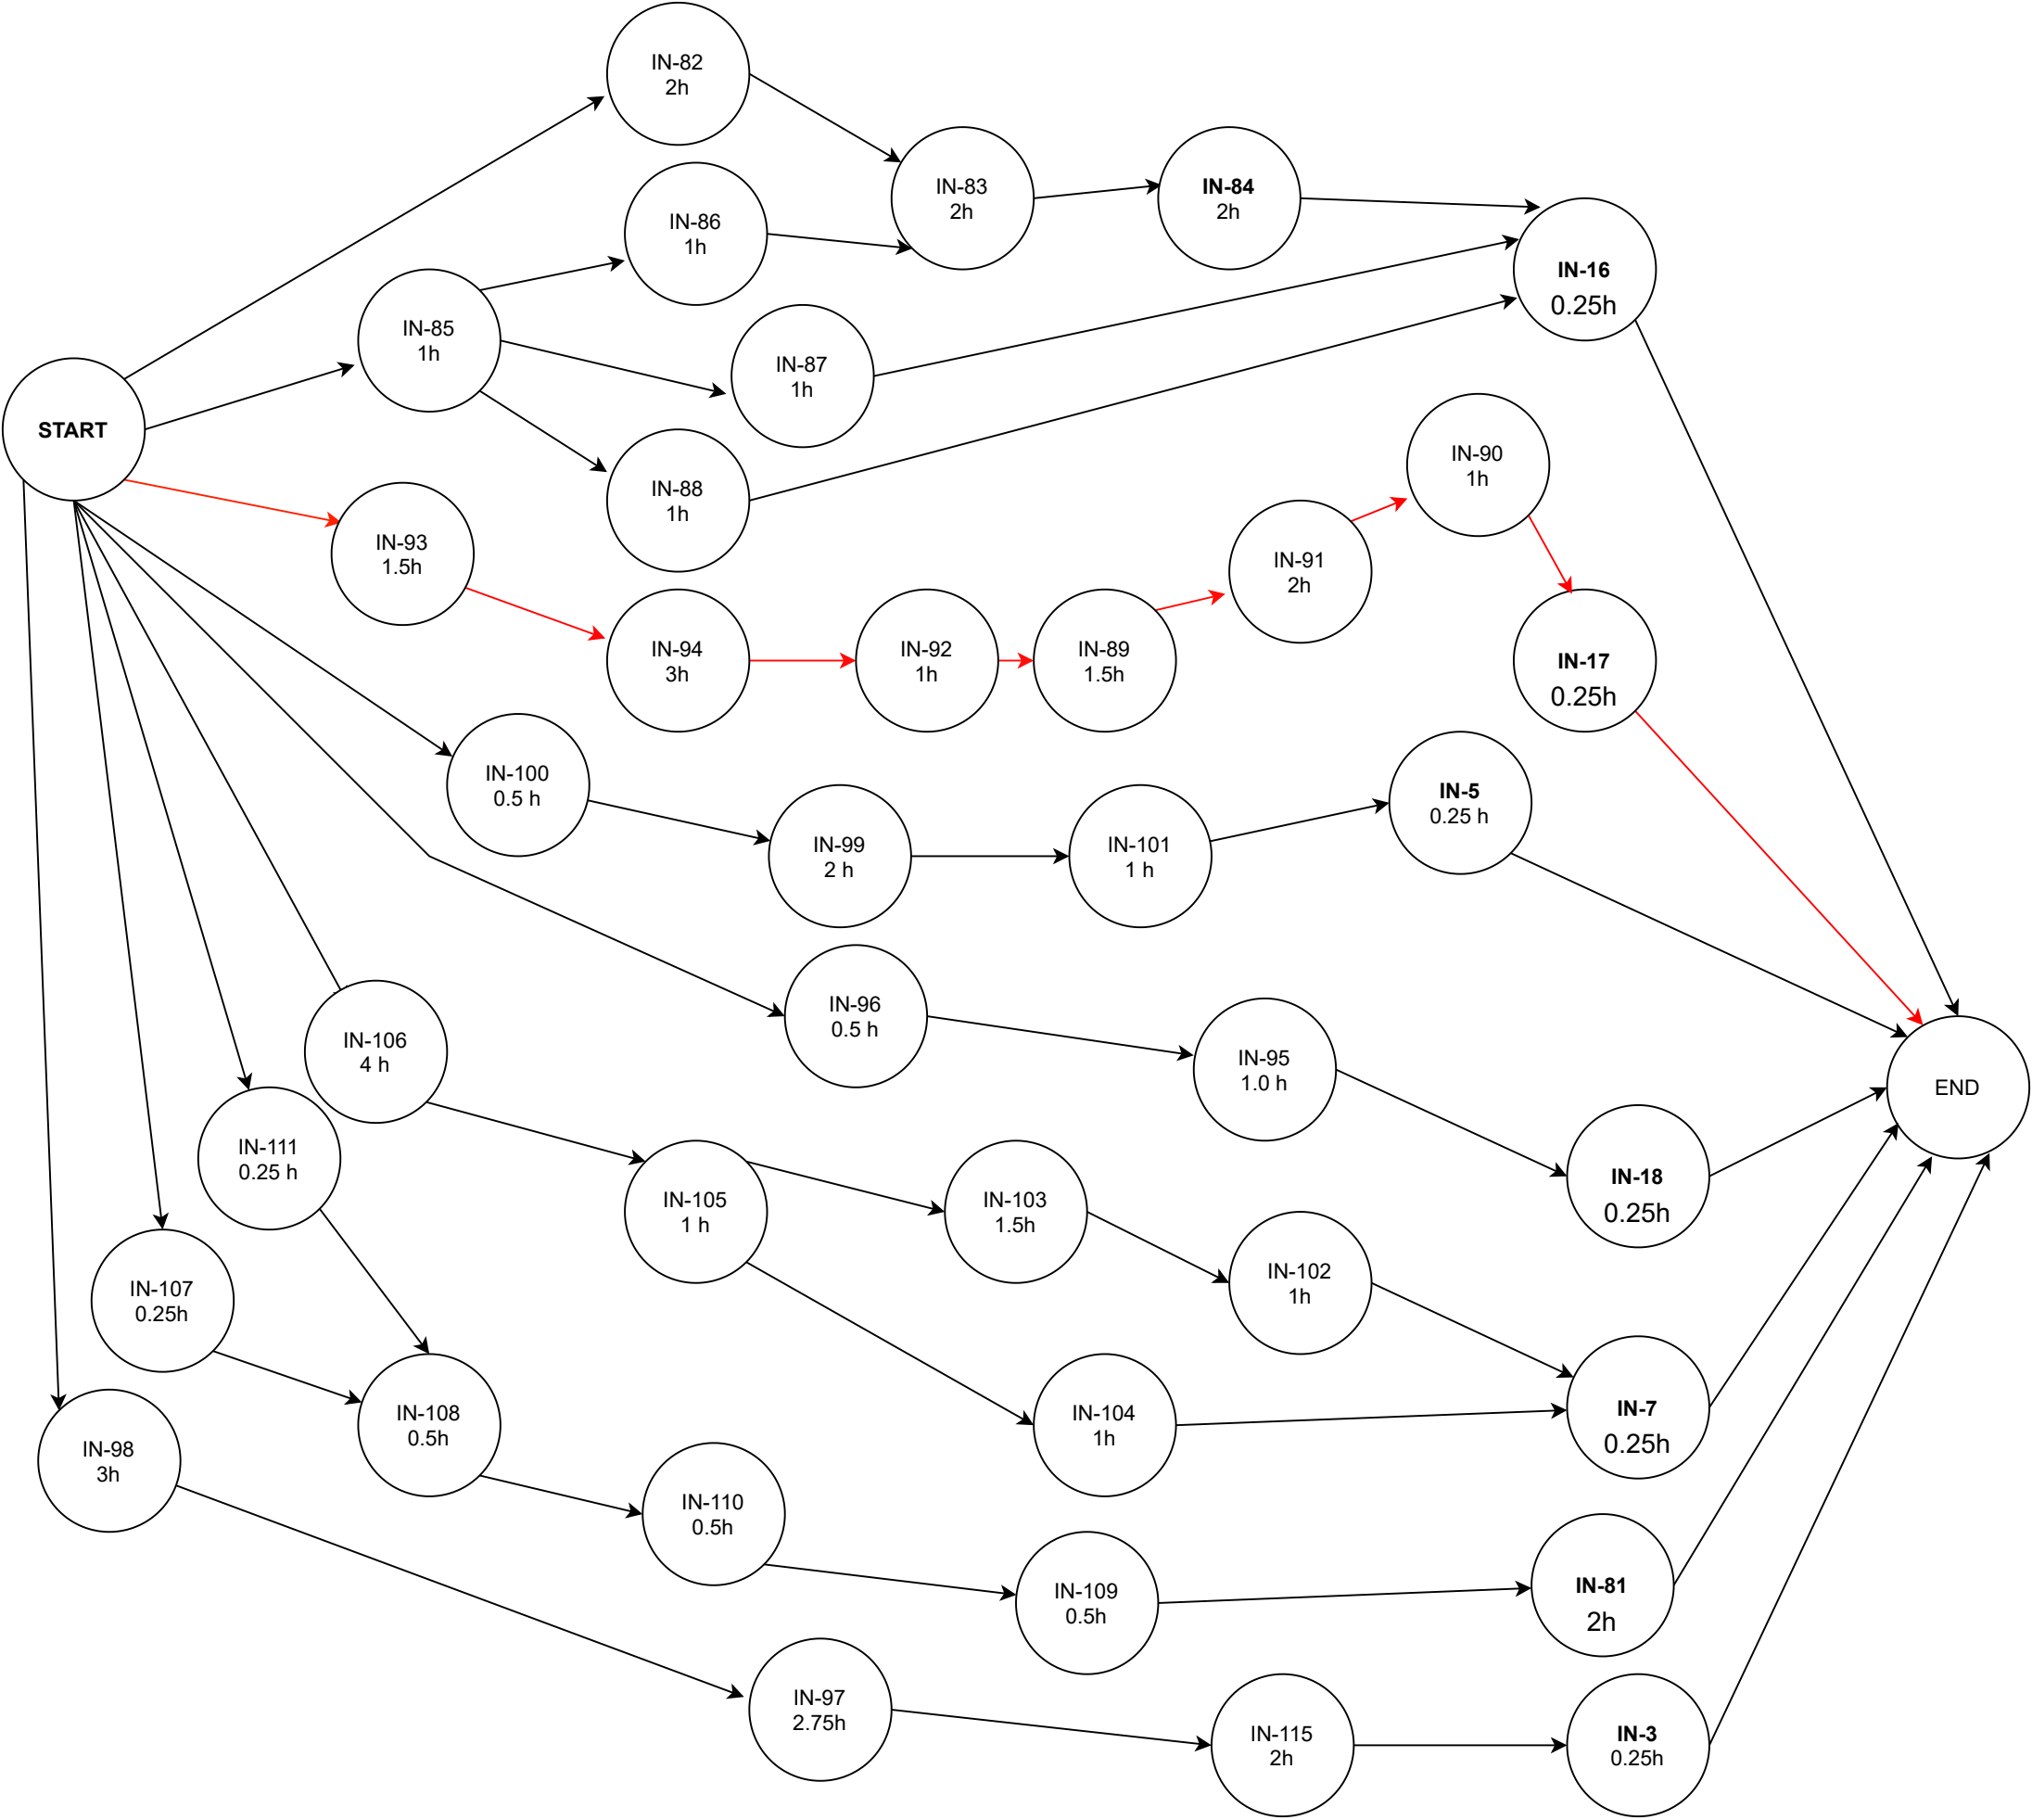 IN-82
2h
IN-86
1h
IN-83
2h
IN-84
2h
IN-16
0.25h
IN-85
1h
IN-87
1h
START
IN-88
1h
IN-90
1h
IN-93
1.5h
IN-91
2h
IN-94
3h
IN-92
1h
IN-89
1.5h
IN-17
0.25h
IN-100
0.5 h
IN-99
2 h
IN-101
1 h
IN-5
0.25 h
IN-96
0.5 h
IN-95
1.0 h
END
IN-106
4 h
IN-111
0.25 h
IN-105
1 h
IN-103
1.5h
IN-18
0.25h
IN-107
0.25h
IN-102
1h
IN-108
0.5h
IN-104
1h
IN-7
0.25h
IN-98
3h
IN-110
0.5h
IN-109
0.5h
IN-81
2h
IN-97
2.75h
IN-115
2h
IN-3
0.25h